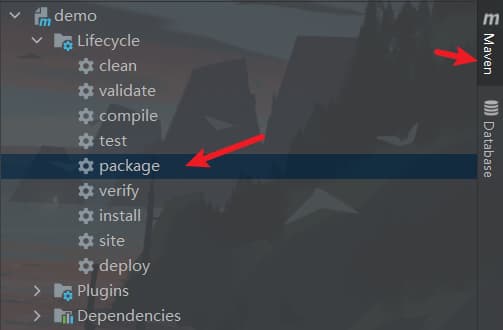 demo
Lifecycle
clean
validate
compile
test
package
verify
install
site
deploy
Plugins
Dependencies
Maven
Database